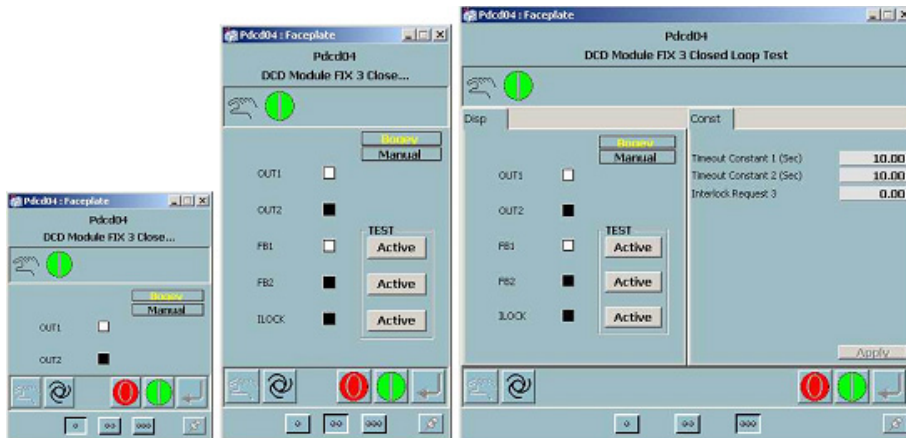 Pdcd04 : Faceplate
Pdcd04
DCD Module FIX 3 Close...
Manual
OUT1
OUT2
Pdcd04 : Faceplate
Pdcd04
DCD Module FIX 3 Close...
Manual
OUT1
OUT2
TEST
FB1
Active
FB2
Active
ILOCK
Active
Pdcd04 : Faceplate
Pdcd04
DCD Module FIX 3 Closed Loop Test
Disp
Manual
OUT1
OUT2
TEST
FB1
Active
FB2
Active
ILOCK
Active
Const
Timeout Constant 1 (Sec) 10.00
Timeout Constant 2 (Sec) 10.00
Interlock Request 3 0.00
Apply